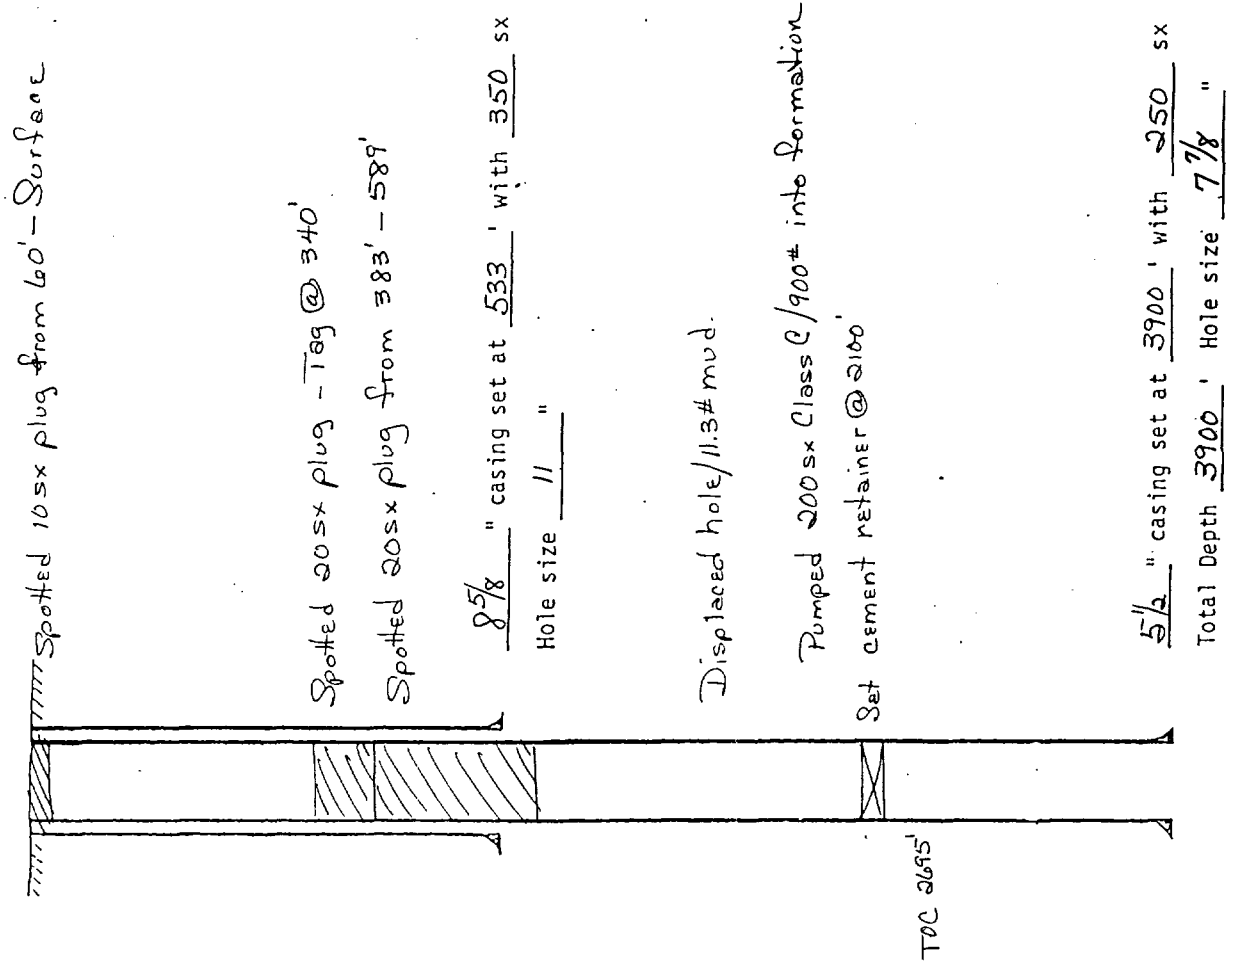 Spotted 10sx plug from 60'-Surface
Spotted 20sx plug - Tag @ 340'
Spotted 20sx plug from 383' - 589'
8 5/8 " casing set at 533 ' with 350 sx
Hole size 11 "
Displaced hole/11.3# mud.
Pumped 200sx Class C/900# into formation
Set cement retainer @ 2100'
TOC 2695'
5 1/2 " casing set at 3900 ' with 250 sx
Total Depth 3900 ' Hole size 7 7/8 "